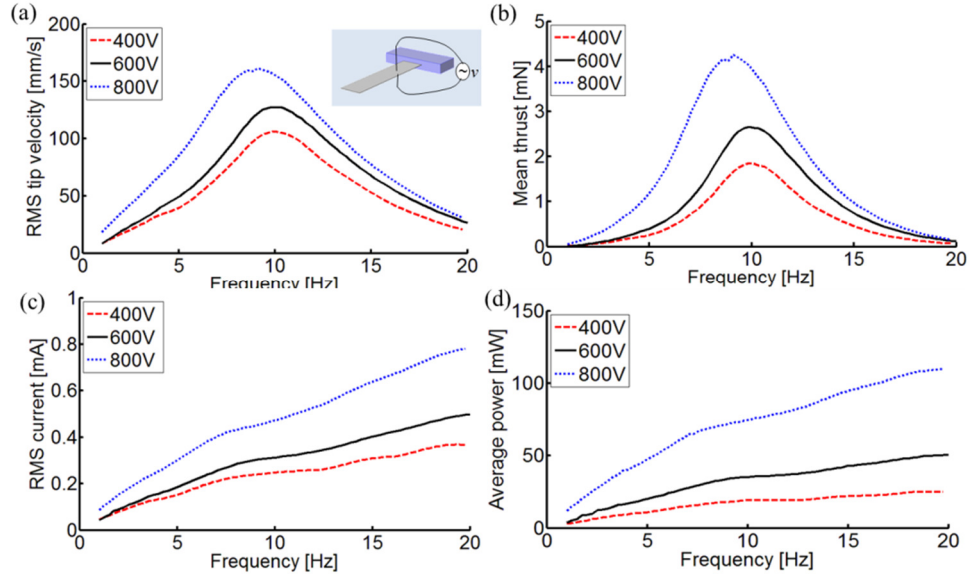 (a)
200
150
100
50
0
0
5
10
15
20
RMS tip velocity [mm/s]
Frequency [Hz]
400V
600V
800V
~
v
(b)
5
4
3
2
1
0
0
5
10
15
20
Mean thrust [mN]
Frequency [Hz]
400V
600V
800V
(c)
1
0.8
0.6
0.4
0.2
0
0
5
10
15
20
RMS current [mA]
Frequency [Hz]
400V
600V
800V
(d)
150
100
50
0
0
5
10
15
20
Average power [mW]
Frequency [Hz]
400V
600V
800V